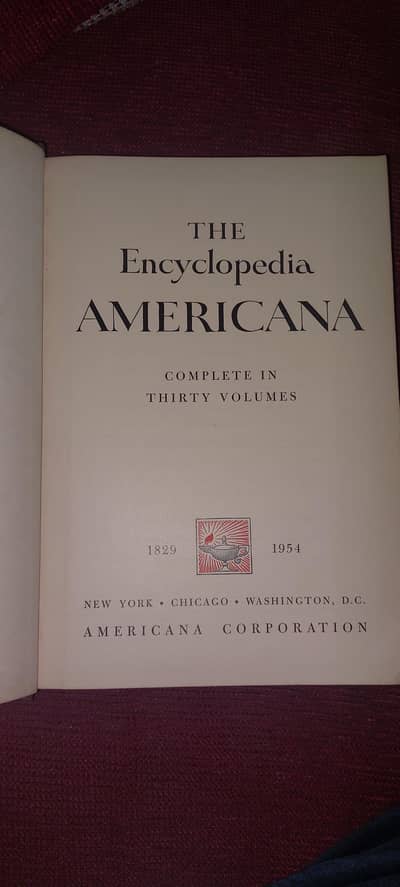 THE
Encyclopedia
AMERICANA
COMPLETE IN
THIRTY VOLUMES
1829 1954
NEW YORK • CHICAGO • WASHINGTON, D.C.
AMERICANA CORPORATION